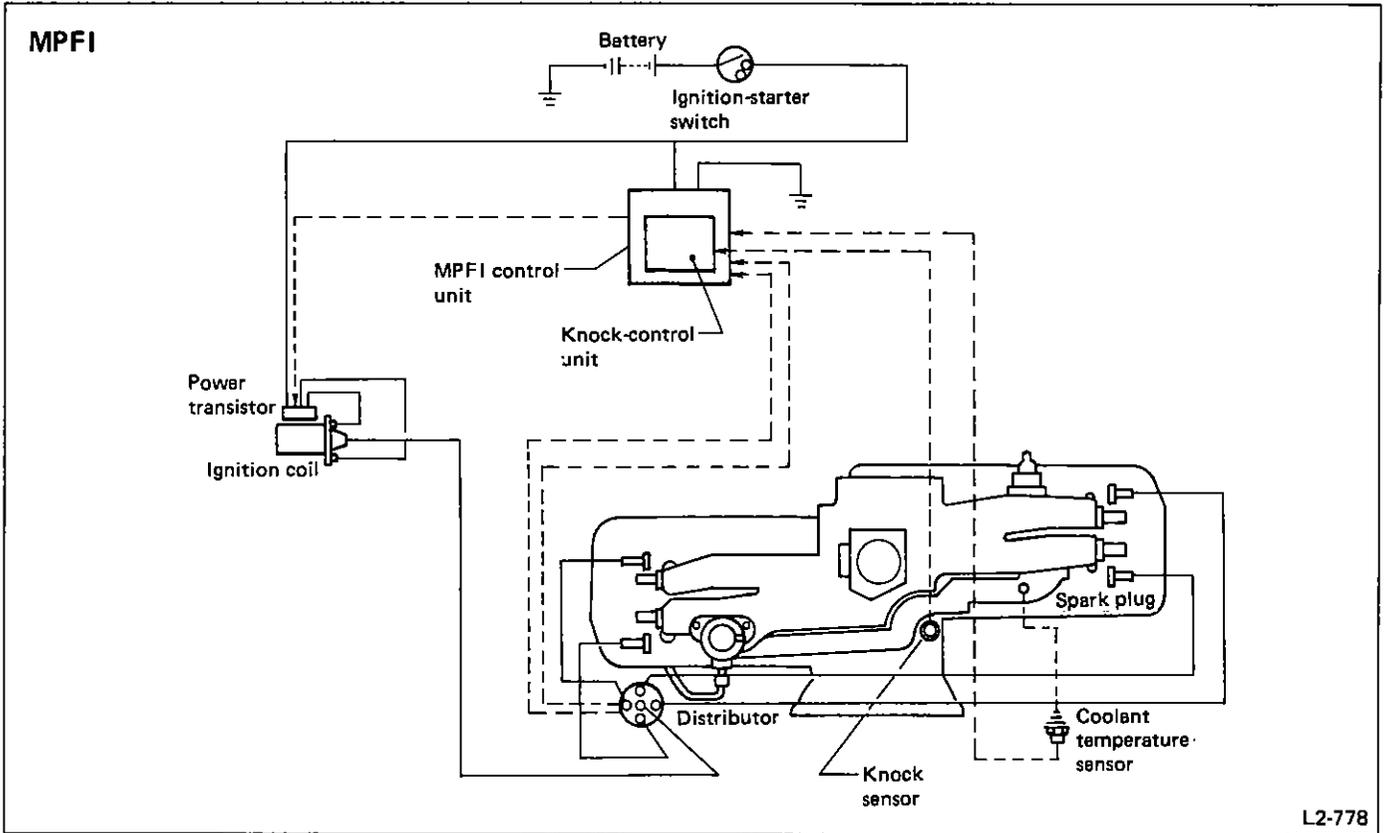 MPFI
Battery
Ignition-starter
switch
MPFI control
unit
Knock-control
unit
Power
transistor
Ignition coil
Spark plug
Distributor
Coolant
temperature
sensor
Knock
sensor
L2-778